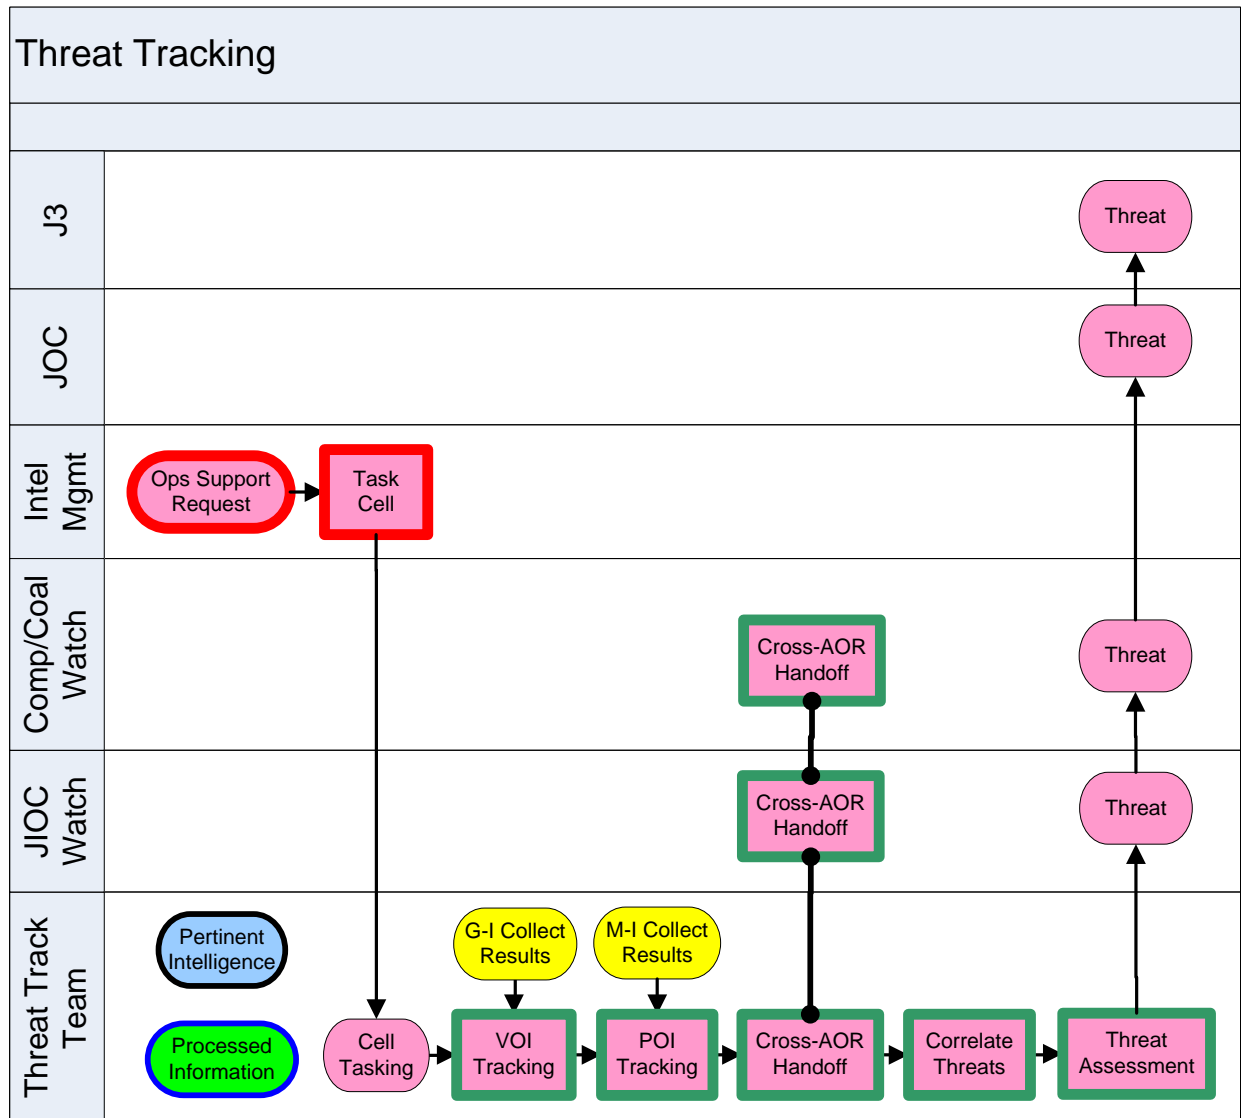 Threat Tracking
J3
Threat
JOC
Threat
Intel
Mgmt
Ops Support
Request
Task
Cell
Comp/Coal
Watch
Cross-AOR
Handoff
Threat
JIOC
Watch
Cross-AOR
Handoff
Threat
Threat Track
Team
Pertinent
Intelligence
G-I Collect
Results
M-I Collect
Results
Processed
Information
Cell
Tasking
VOI
Tracking
POI
Tracking
Cross-AOR
Handoff
Correlate
Threats
Threat
Assessment